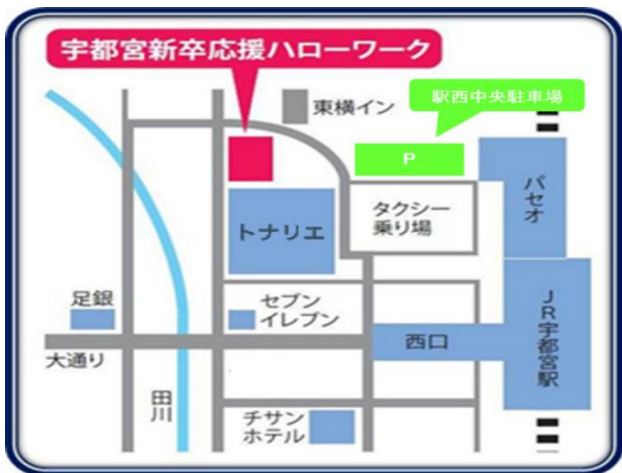 宇都宮新卒応援ハローワーク
東横イン
駅西中央駐車場
P
パセオ
タクシー
乗り場
トナリエ
足銀
セブン
イレブン
大通り
西口
JR宇都宮駅
田川
チサン
ホテル